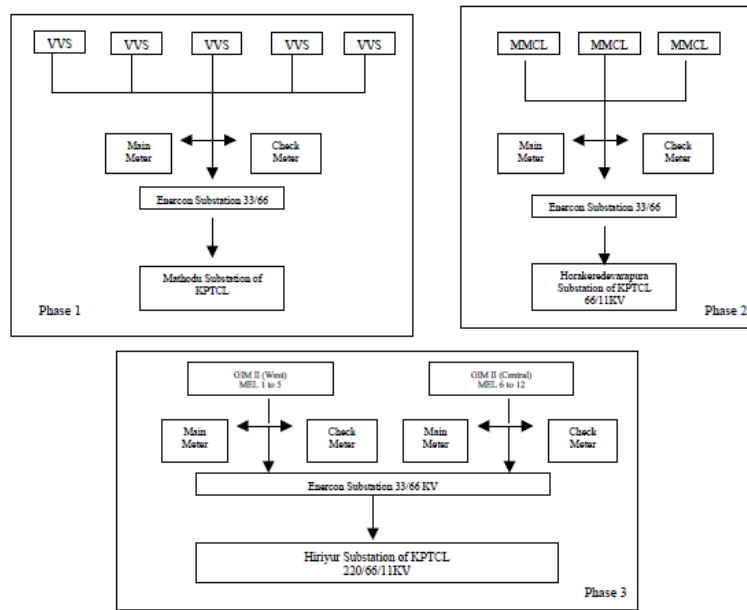 VVS VVS VVS VVS VVS
Main
Meter
Check
Meter
Enercon Substation 33/66
Mathodu Substation of
KPTCL
Phase 1
MMCL MMCL MMCL
Main
Meter
Check
Meter
Enercon Substation 33/66
Horakeredevarapura
Substation of KPTCL
66/11KV
Phase 2
GIM II (West)
MEL 1 to 5
GIM II (Central)
MEL 6 to 12
Main
Meter
Check
Meter
Main
Meter
Check
Meter
Enercon Substation 33/66 KV
Hiriyur Substation of KPTCL
220/66/11KV
Phase 3